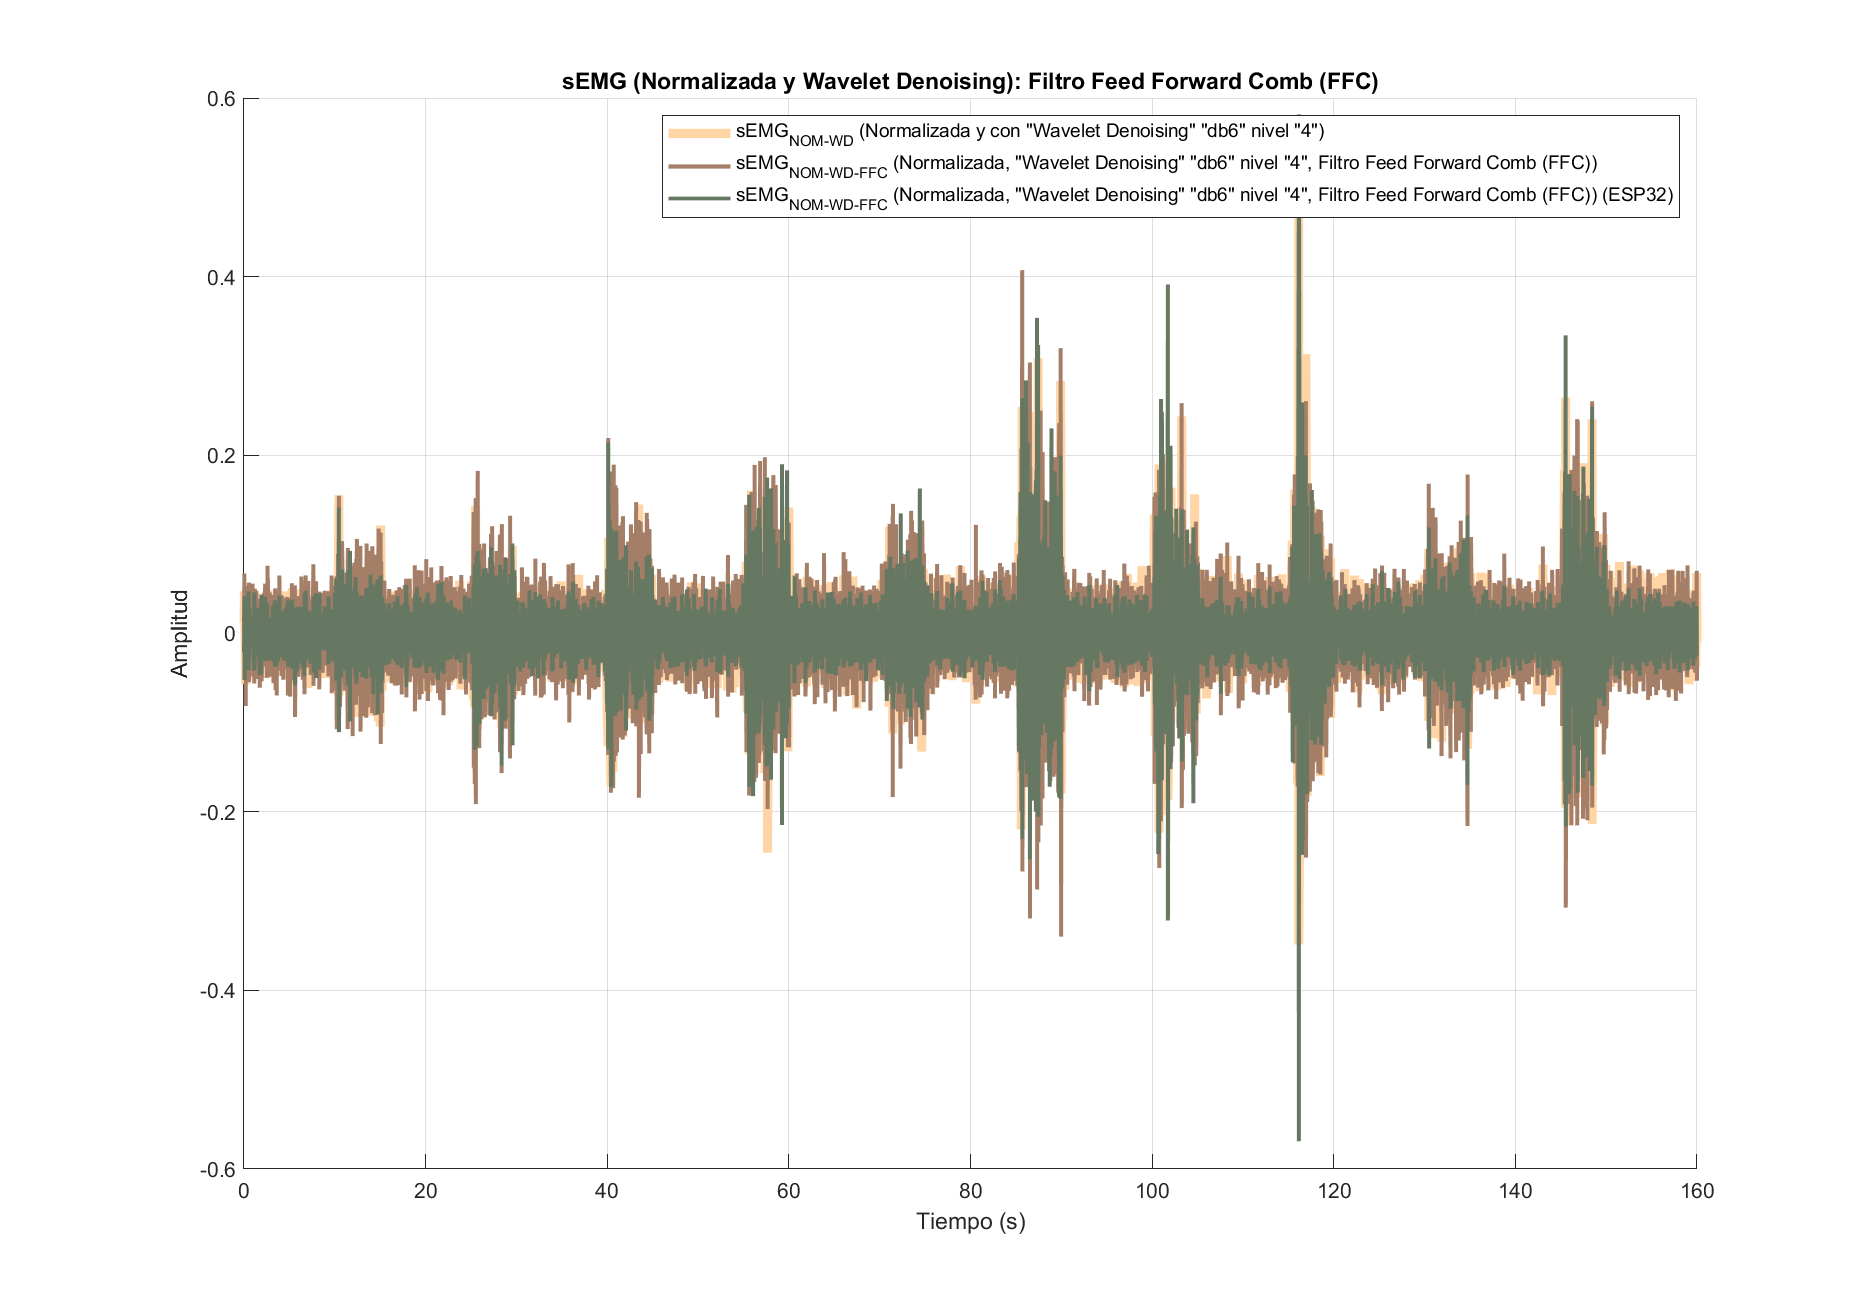 sEMG (Normalizada y Wavelet Denoising): Filtro Feed Forward Comb (FFC)
sEMG_NOM-WD (Normalizada y con "Wavelet Denoising" "db6" nivel "4")
sEMG_NOM-WD-FFC (Normalizada, "Wavelet Denoising" "db6" nivel "4", Filtro Feed Forward Comb (FFC))
sEMG_NOM-WD-FFC (Normalizada, "Wavelet Denoising" "db6" nivel "4", Filtro Feed Forward Comb (FFC)) (ESP32)
Amplitud
0.6
0.4
0.2
0
-0.2
-0.4
-0.6
0 20 40 60 80 100 120 140 160
Tiempo (s)